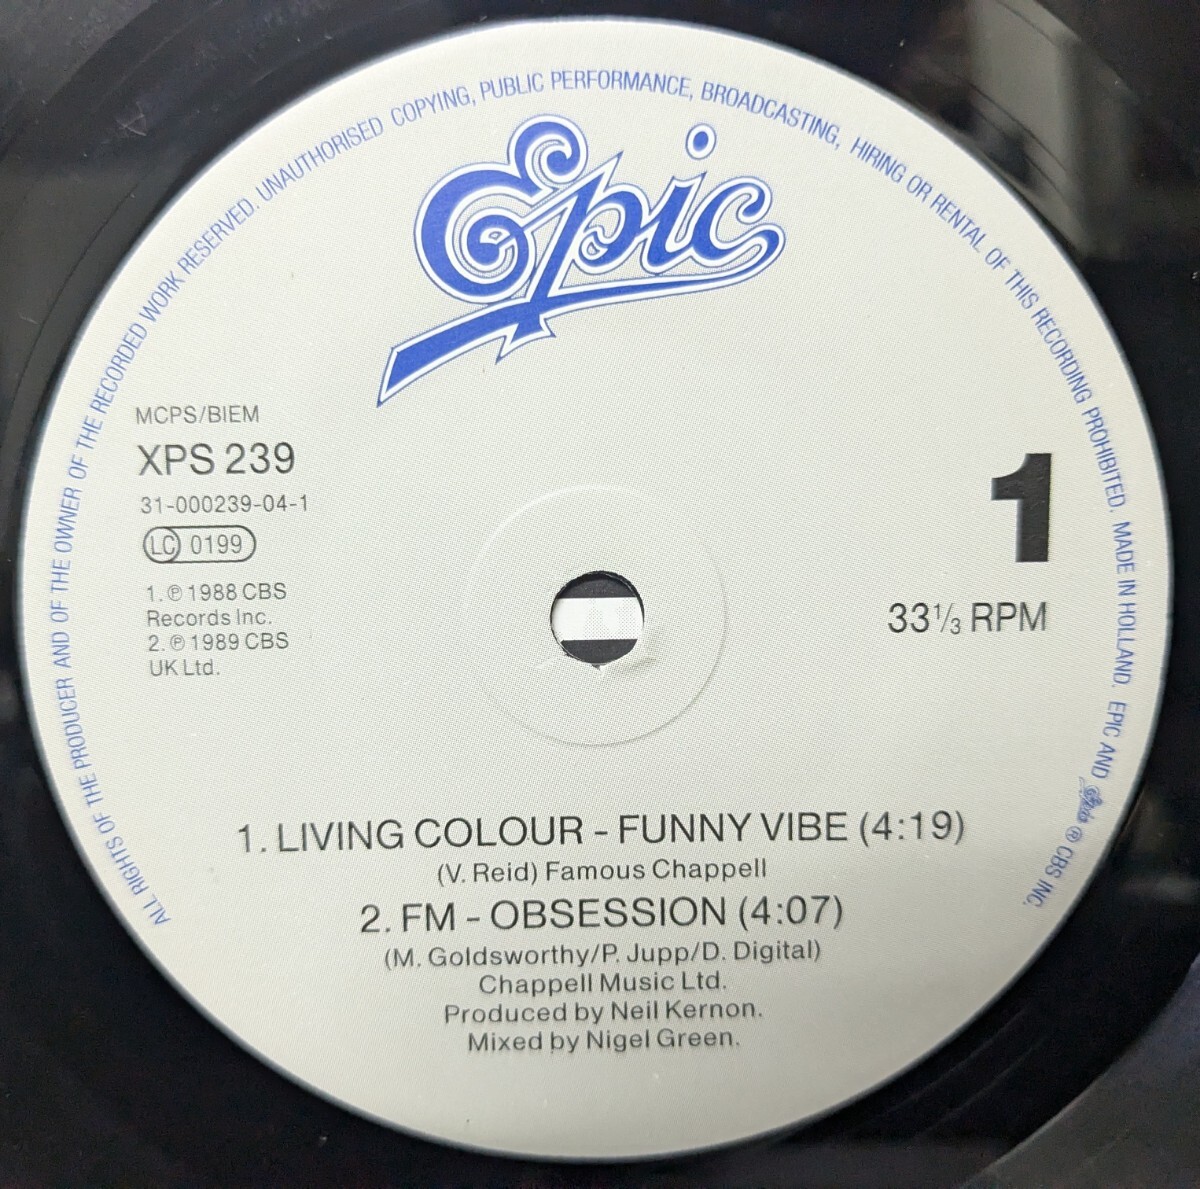 ALL RIGHTS OF THE PRODUCER AND OF THE OWNER OF THE RECORDED WORK RESERVED. UNAUTHORISED COPYING, PUBLIC PERFORMANCE, BROADCASTING, HIRING OR RENTAL OF THIS RECORDING PROHIBITED. MADE IN HOLLAND. EPIC AND Epic ® CBS INC.
Epic
MCPS/BIEM
XPS 239
31-000239-04-1
LC 0199
1. ℗ 1988 CBS
Records Inc.
2. ℗ 1989 CBS
UK Ltd.
1
33 1/3 RPM
1. LIVING COLOUR - FUNNY VIBE (4:19)
(V. Reid) Famous Chappell
2. FM - OBSESSION (4:07)
(M. Goldsworthy/P. Jupp/D. Digital)
Chappell Music Ltd.
Produced by Neil Kernon.
Mixed by Nigel Green.